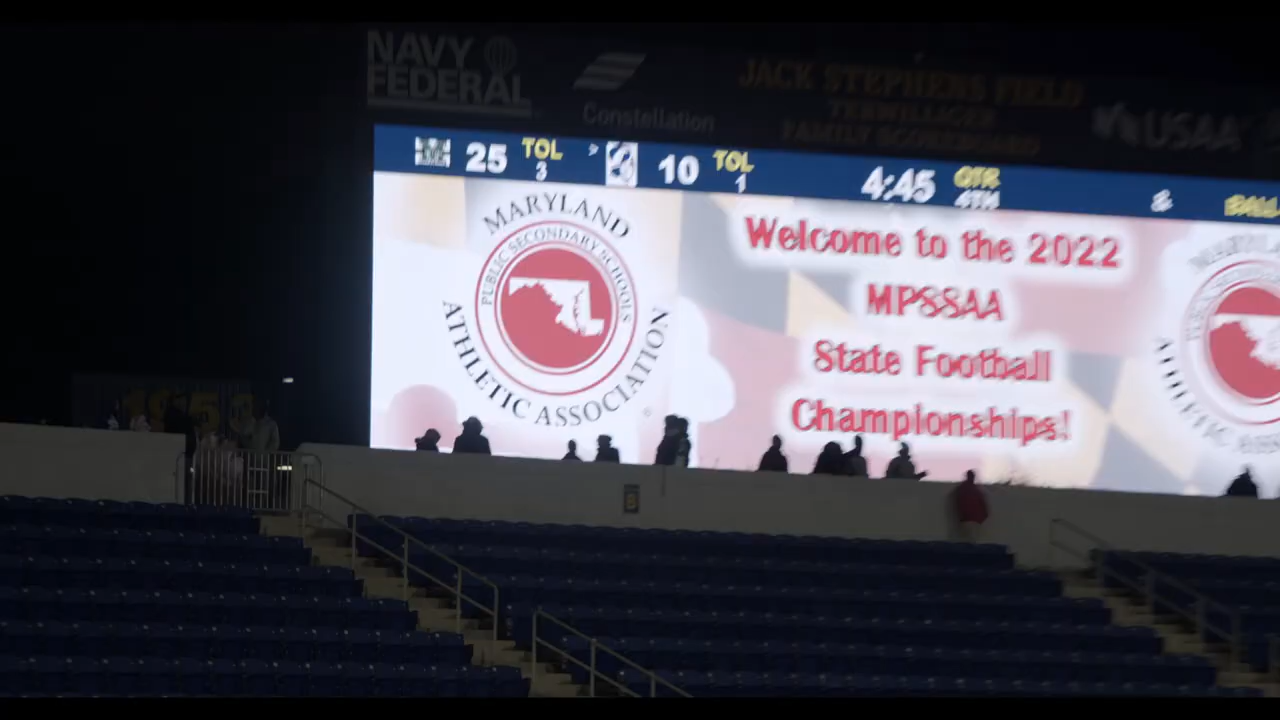 NAVY
FEDERAL
Constellation
JACK STEPHENS FIELD
TERWILLIGER
FAMILY SCOREBOARD
USAA
25 TOL 3 10 TOL 1 4:45 QTR 4TH & BALL
MARYLAND
PUBLIC SECONDARY SCHOOLS
ATHLETIC ASSOCIATION
Welcome to the 2022
MPSSAA
State Football
Championships!
ATHLETIC